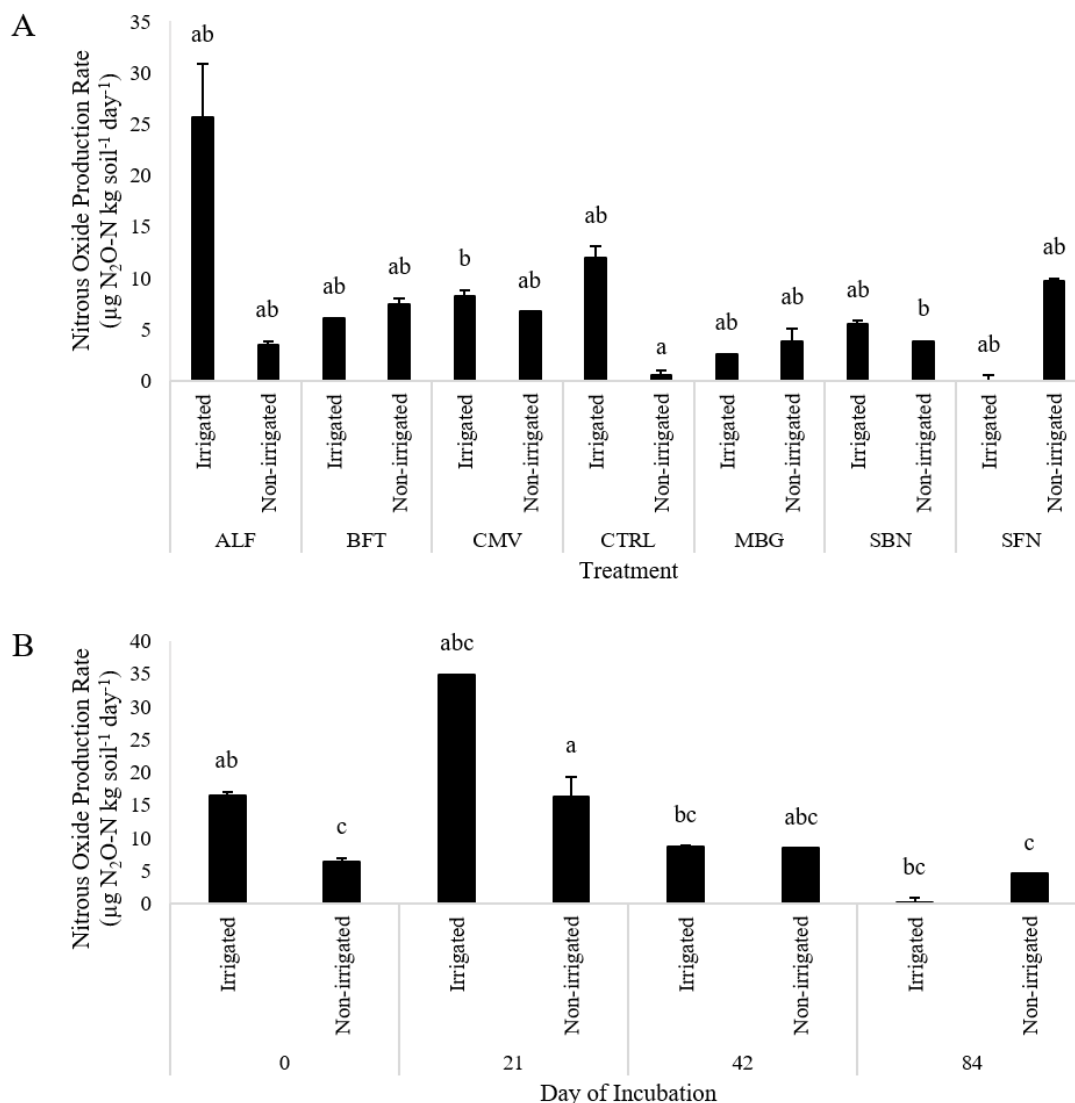 A
Nitrous Oxide Production Rate
(µg N₂O-N kg soil⁻¹ day⁻¹)
35
30
25
20
15
10
5
0
ab
ab
ab
ab
b
ab
ab
a
ab
ab
ab
b
ab
ab
Irrigated
Non-irrigated
Irrigated
Non-irrigated
Irrigated
Non-irrigated
Irrigated
Non-irrigated
Irrigated
Non-irrigated
Irrigated
Non-irrigated
Irrigated
Non-irrigated
ALF
BFT
CMV
CTRL
MBG
SBN
SFN
Treatment
B
Nitrous Oxide Production Rate
(µg N₂O-N kg soil⁻¹ day⁻¹)
40
35
30
25
20
15
10
5
0
ab
c
abc
a
bc
abc
bc
c
Irrigated
Non-irrigated
Irrigated
Non-irrigated
Irrigated
Non-irrigated
Irrigated
Non-irrigated
0
21
42
84
Day of Incubation